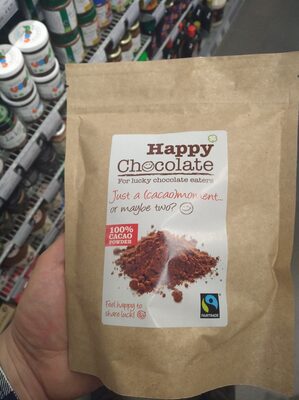 Happy
Chocolate
For lucky chocolate eaters
Just a (cacao)moment...
or maybe two?
100%
CACAO
POWDER
Feel happy to
share luck!
FAIRTRADE